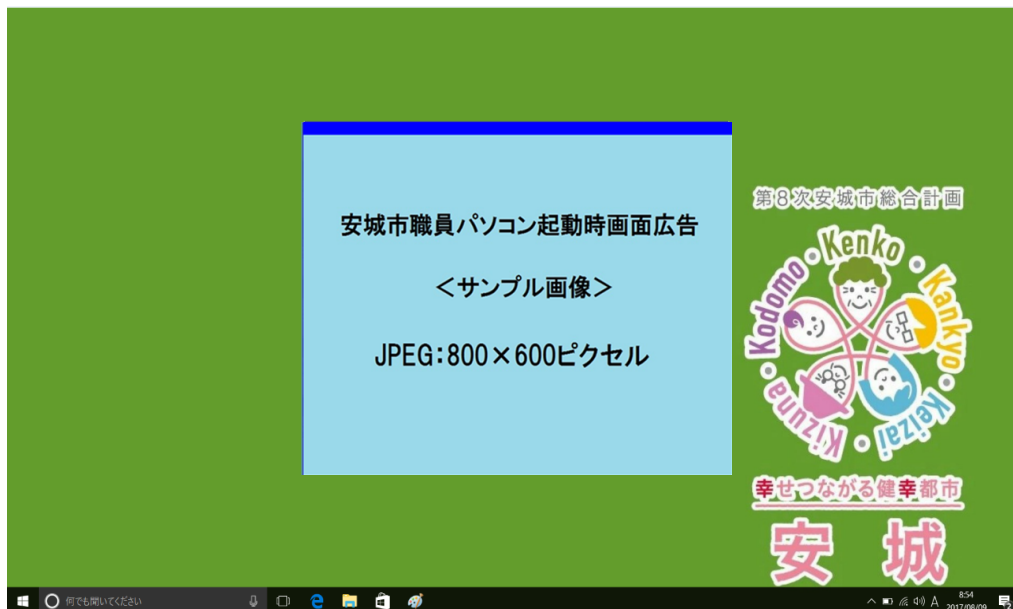 安城市職員パソコン起動時画面広告
＜サンプル画像＞
JPEG：800×600ピクセル
第8次安城市総合計画
Kenko
Kankyo
Keizai
Kizuna
Kodomo
幸せつながる健幸都市
安城
何でも聞いてください
A
8:54
2017/08/09